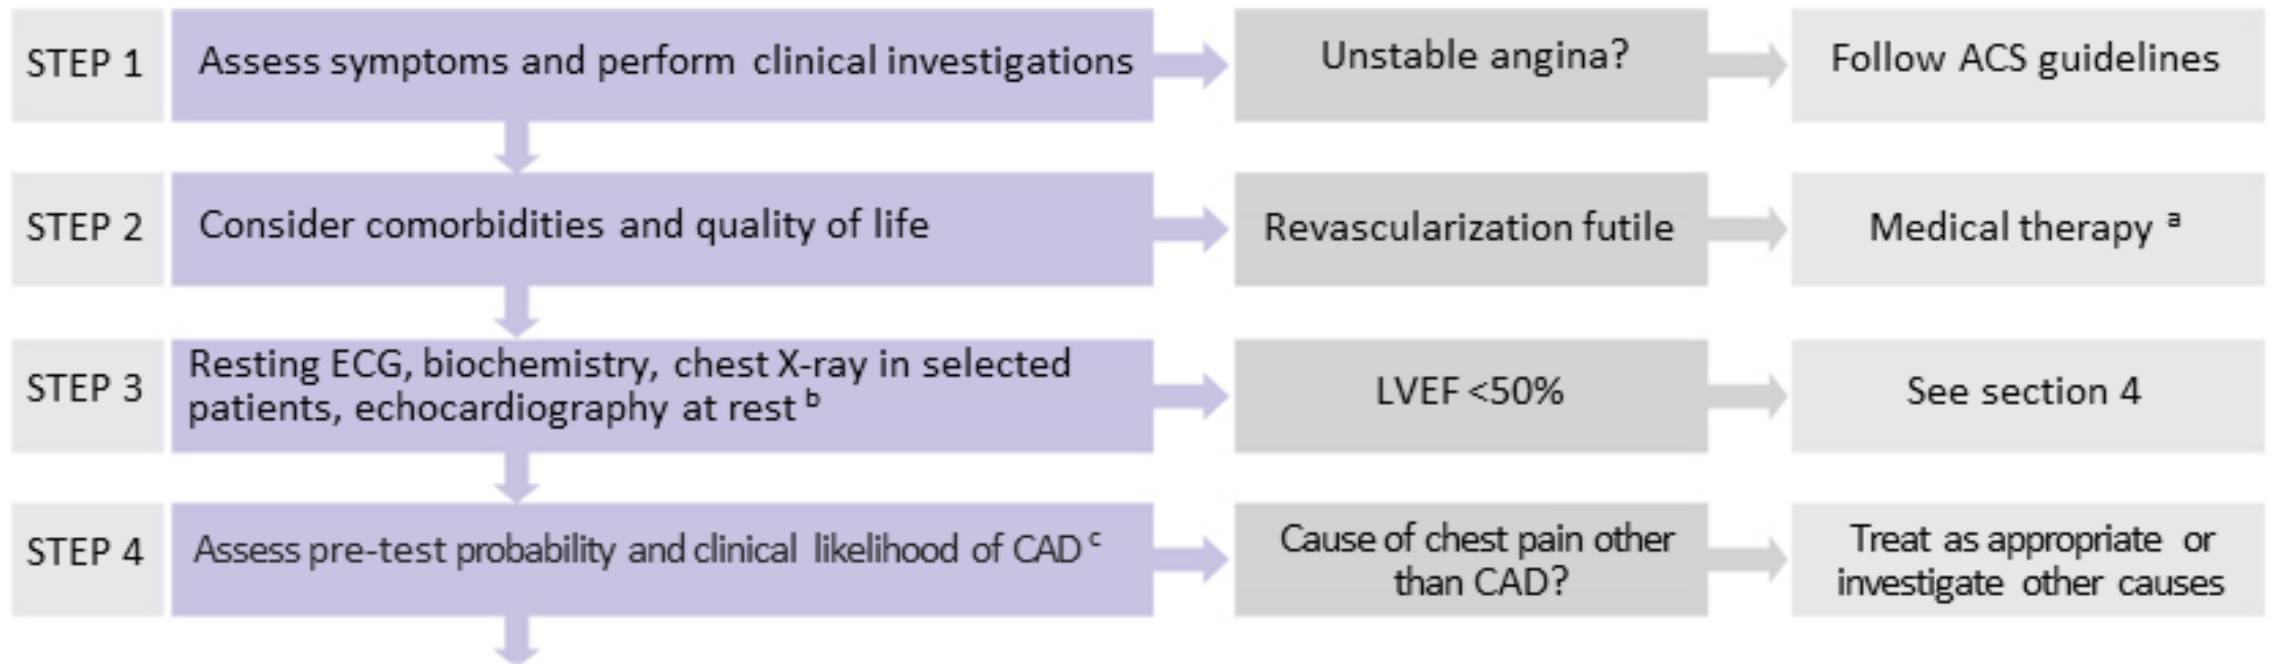 STEP 1
Assess symptoms and perform clinical investigations
Unstable angina?
Follow ACS guidelines
STEP 2
Consider comorbidities and quality of life
Revascularization futile
Medical therapy a
STEP 3
Resting ECG, biochemistry, chest X-ray in selected
patients, echocardiography at rest b
LVEF <50%
See section 4
STEP 4
Assess pre-test probability and clinical likelihood of CAD c
Cause of chest pain other
than CAD?
Treat as appropriate or
investigate other causes